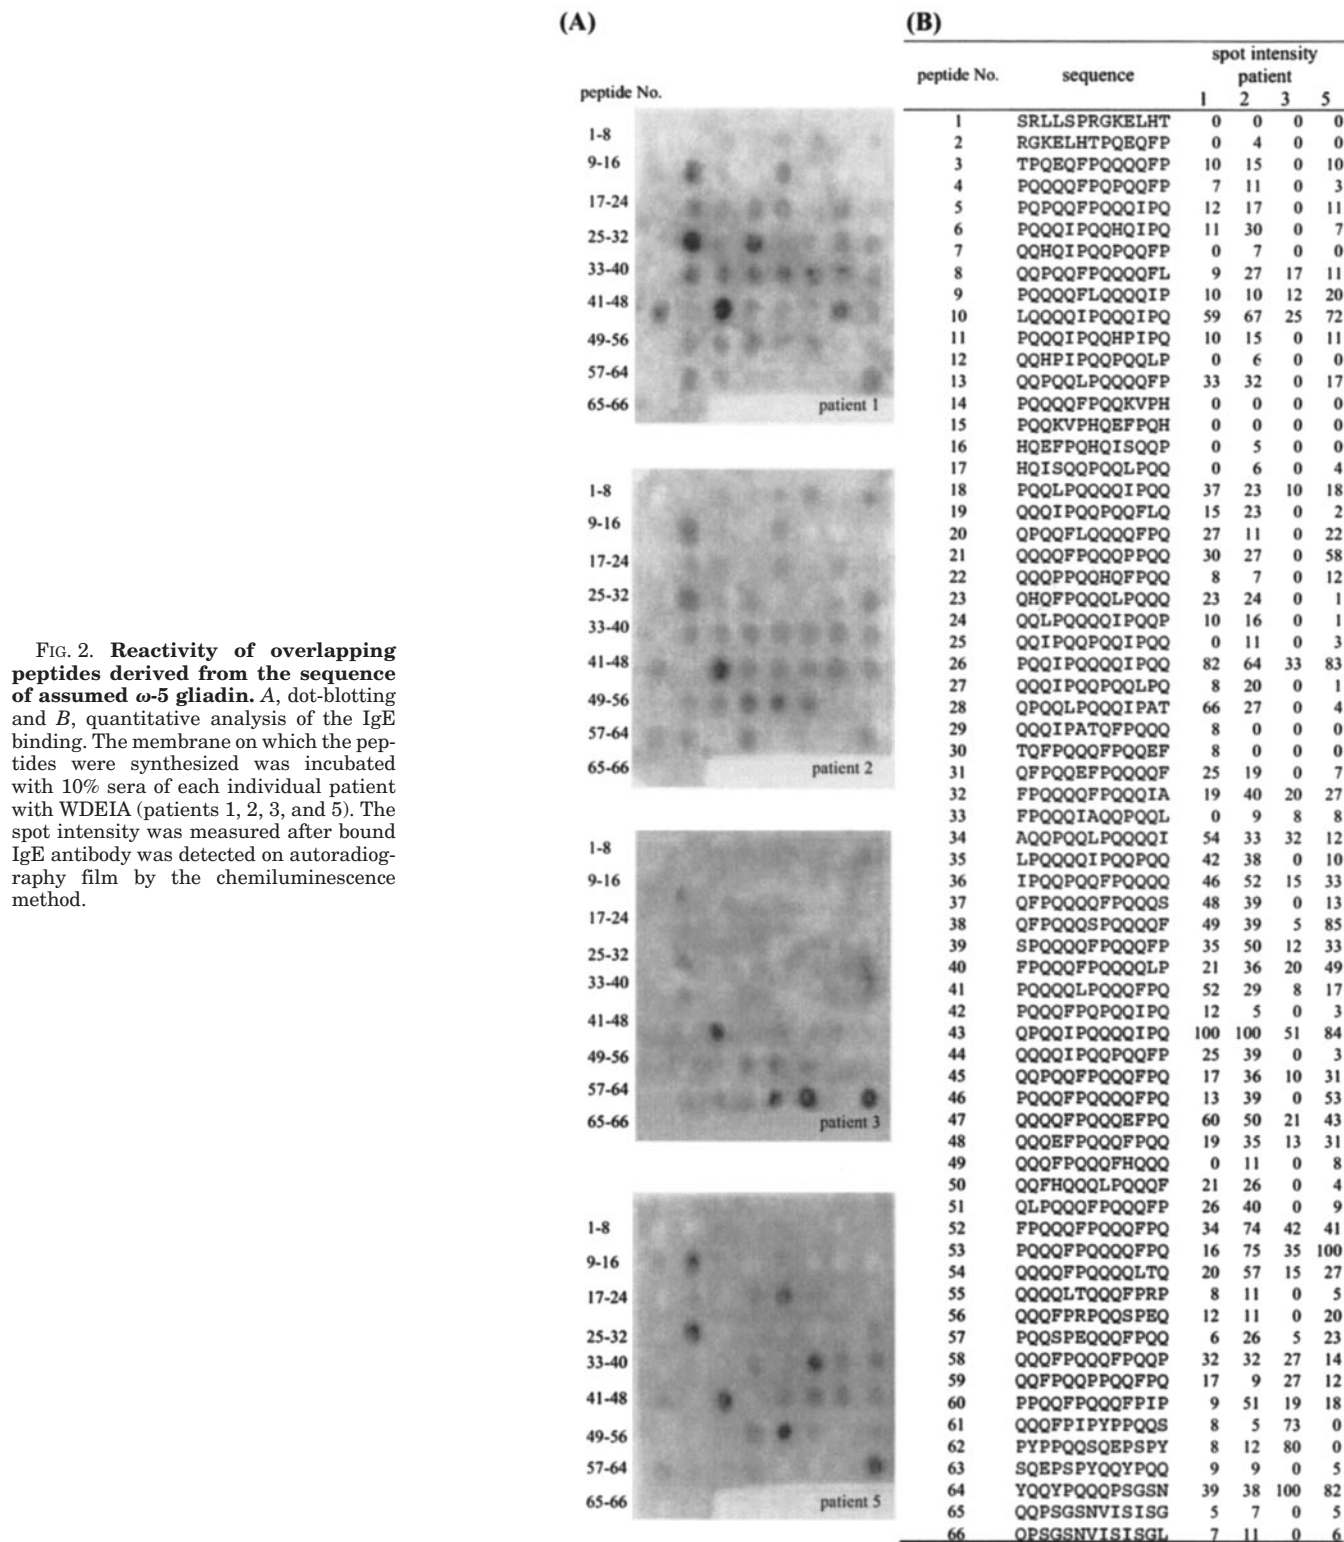 FIG. 2. Reactivity of overlapping
peptides derived from the sequence
of assumed ω-5 gliadin. A, dot-blotting
and B, quantitative analysis of the IgE
binding. The membrane on which the pep-
tides were synthesized was incubated
with 10% sera of each individual patient
with WDEIA (patients 1, 2, 3, and 5). The
spot intensity was measured after bound
IgE antibody was detected on autoradiog-
raphy film by the chemiluminescence
method.
(A)
peptide No.
1-8
9-16
17-24
25-32
33-40
41-48
49-56
57-64
65-66
patient 1
1-8
9-16
17-24
25-32
33-40
41-48
49-56
57-64
65-66
patient 2
1-8
9-16
17-24
25-32
33-40
41-48
49-56
57-64
65-66
patient 3
1-8
9-16
17-24
25-32
33-40
41-48
49-56
57-64
65-66
patient 5
(B)
spot intensity
peptide No. sequence patient
1 2 3 5
1 SRLLSPRGKELHT 0 0 0 0
2 RGKELHTPQEQFP 0 4 0 0
3 TPQEQFPQQQQFP 10 15 0 10
4 PQQQQFPQPQQFP 7 11 0 3
5 PQPQQFPQQQIPQ 12 17 0 11
6 PQQQIPQQHQIPQ 11 30 0 7
7 QQHQIPQQPQQFP 0 7 0 0
8 QQPQQFPQQQQFL 9 27 17 11
9 PQQQQFLQQQQIP 10 10 12 20
10 LQQQQIPQQQIPQ 59 67 25 72
11 PQQQIPQQHPIPQ 10 15 0 11
12 QQHPIPQQPQQLP 0 6 0 0
13 QQPQQLPQQQQFP 33 32 0 17
14 PQQQQFPQQKVPH 0 0 0 0
15 PQQKVPHQEFPQH 0 0 0 0
16 HQEFPQHQISQQP 0 5 0 0
17 HQISQQPQQLPQQ 0 6 0 4
18 PQQLPQQQQIPQQ 37 23 10 18
19 QQQIPQQPQQFLQ 15 23 0 2
20 QPQQFLQQQQFPQ 27 11 0 22
21 QQQQFPQQQPPQQ 30 27 0 58
22 QQQPPQQHQFPQQ 8 7 0 12
23 QHQFPQQQLPQQQ 23 24 0 1
24 QQLPQQQQIPQQP 10 16 0 1
25 QQIPQQPQQIPQQ 0 11 0 3
26 PQQIPQQQQIPQQ 82 64 33 83
27 QQQIPQQPQQLPQ 8 20 0 1
28 QPQQLPQQQIPAT 66 27 0 4
29 QQQIPATQFPQQQ 8 0 0 0
30 TQFPQQQFPQQEF 8 0 0 0
31 QFPQQEFPQQQQF 25 19 0 7
32 FPQQQQFPQQQIA 19 40 20 27
33 FPQQQIAQQPQQL 0 9 8 8
34 AQQPQQLPQQQQI 54 33 32 12
35 LPQQQQIPQQPQQ 42 38 0 10
36 IPQQPQQFPQQQQ 46 52 15 33
37 QFPQQQQFPQQQS 48 39 0 13
38 QFPQQQSPQQQQF 49 39 5 85
39 SPQQQQFPQQQFP 35 50 12 33
40 FPQQQFPQQQQLP 21 36 20 49
41 PQQQQLPQQQFPQ 52 29 8 17
42 PQQQFPQPQQIPQ 12 5 0 3
43 QPQQIPQQQQIPQ 100 100 51 84
44 QQQQIPQQPQQFP 25 39 0 3
45 QQPQQFPQQQFPQ 17 36 10 31
46 PQQQFPQQQQFPQ 13 39 0 53
47 QQQQFPQQQEFPQ 60 50 21 43
48 QQQEFPQQQFPQQ 19 35 13 31
49 QQQFPQQQFHQQQ 0 11 0 8
50 QQFHQQQLPQQQF 21 26 0 4
51 QLPQQQFPQQQFP 26 40 0 9
52 FPQQQFPQQQFPQ 34 74 42 41
53 PQQQFPQQQQFPQ 16 75 35 100
54 QQQQFPQQQQLTQ 20 57 15 27
55 QQQQLTQQQFPRP 8 11 0 5
56 QQQFPRPQQSPEQ 12 11 0 20
57 PQQSPEQQQFPQQ 6 26 5 23
58 QQQFPQQQFPQQP 32 32 27 14
59 QQFPQQPPQQFPQ 17 9 27 12
60 PPQQFPQQQFPIP 9 51 19 18
61 QQQFPIPYPPQQS 8 5 73 0
62 PYPPQQSQEPSPY 8 12 80 0
63 SQEPSPYQQYPQQ 9 9 0 5
64 YQQYPQQQPSGSN 39 38 100 82
65 QQPSGSNVISISG 5 7 0 5
66 QPSGSNVISISGL 7 11 0 6